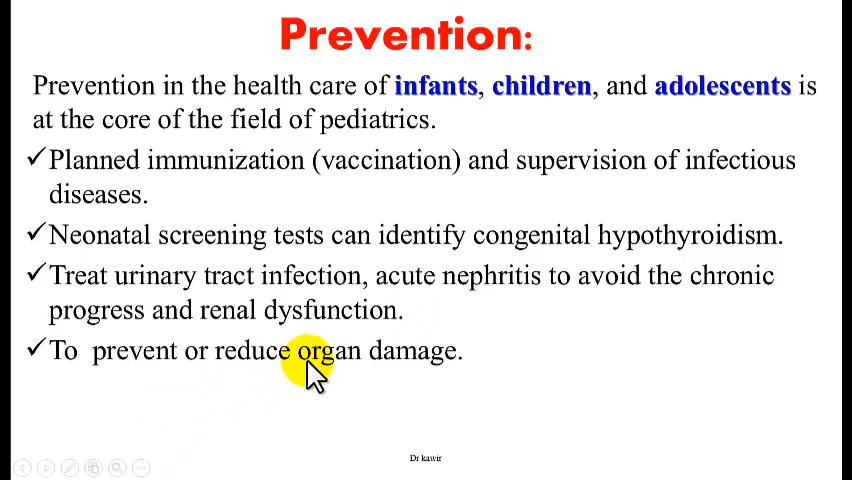 Prevention:
Prevention in the health care of infants, children, and adolescents is
at the core of the field of pediatrics.
✓Planned immunization (vaccination) and supervision of infectious
diseases.
✓Neonatal screening tests can identify congenital hypothyroidism.
✓Treat urinary tract infection, acute nephritis to avoid the chronic
progress and renal dysfunction.
✓To prevent or reduce organ damage.
Dr kawir